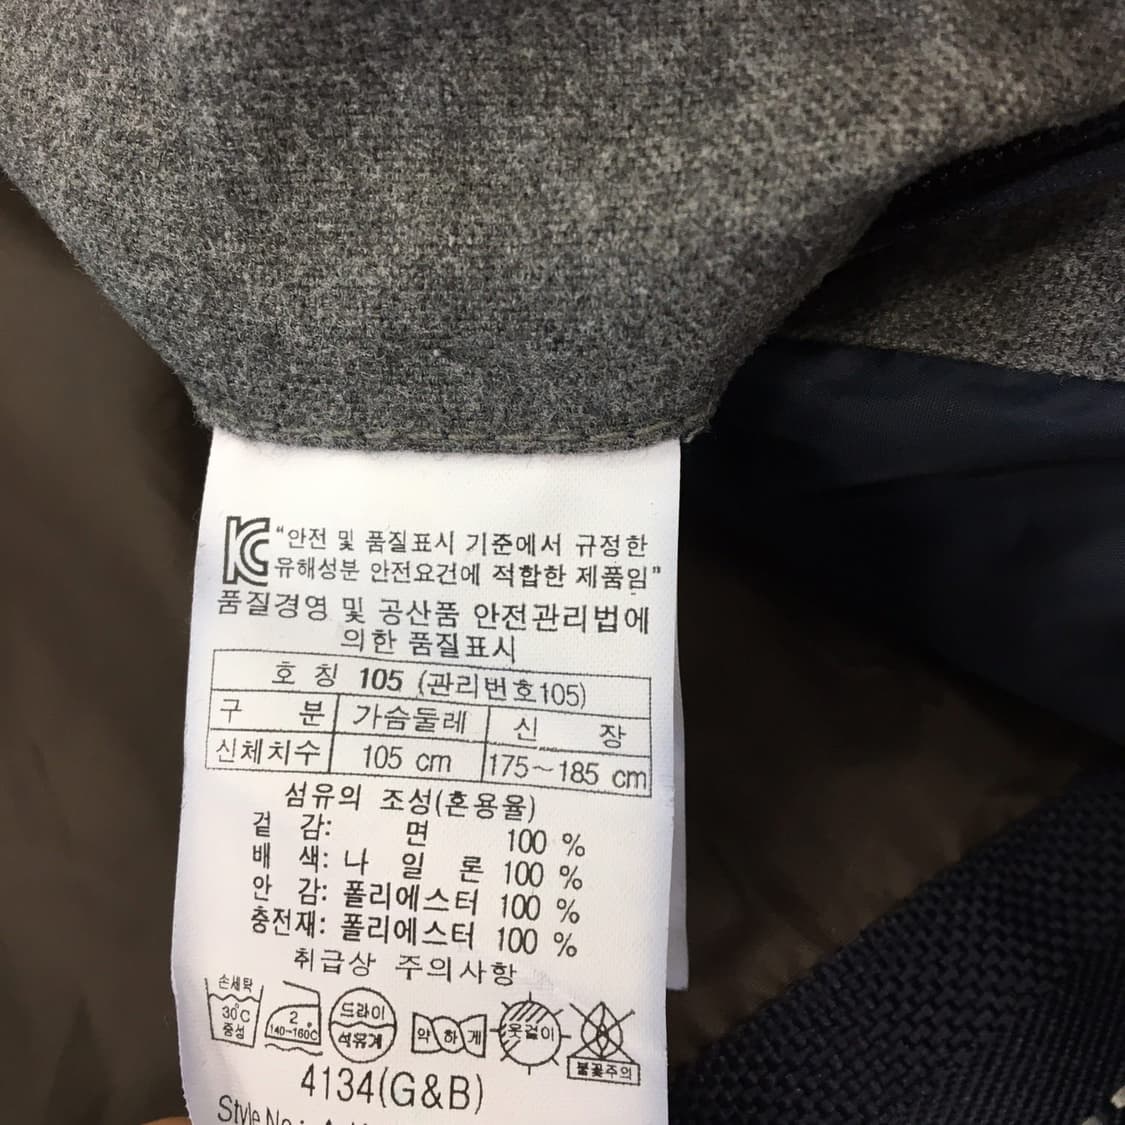 KC "안전 및 품질표시 기준에서 규정한
유해성분 안전요건에 적합한 제품임"
품질경영 및 공산품 안전관리법에
의한 품질표시
호 칭 105 (관리번호105)
구 분 가슴둘레 신 장
신체치수 105 cm 175~185 cm
섬유의 조성(혼용율)
겉 감: 면 100 %
배 색: 나 일 론 100 %
안 감: 폴리에스터 100 %
충전재: 폴리에스터 100 %
취급상 주의사항
손세탁 30℃ 중성
2 140~160℃
드라이 석유계
약하게
옷걸이
불꽃주의
4134(G&B)
Style No :